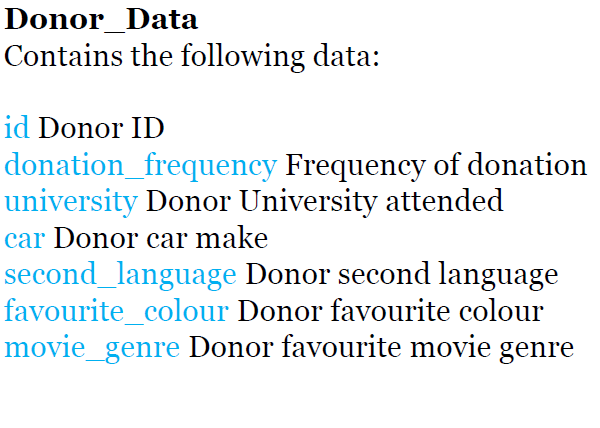 Donor_Data
Contains the following data:
id Donor ID
donation_frequency Frequency of donation
university Donor University attended
car Donor car make
second_language Donor second language
favourite_colour Donor favourite colour
movie_genre Donor favourite movie genre